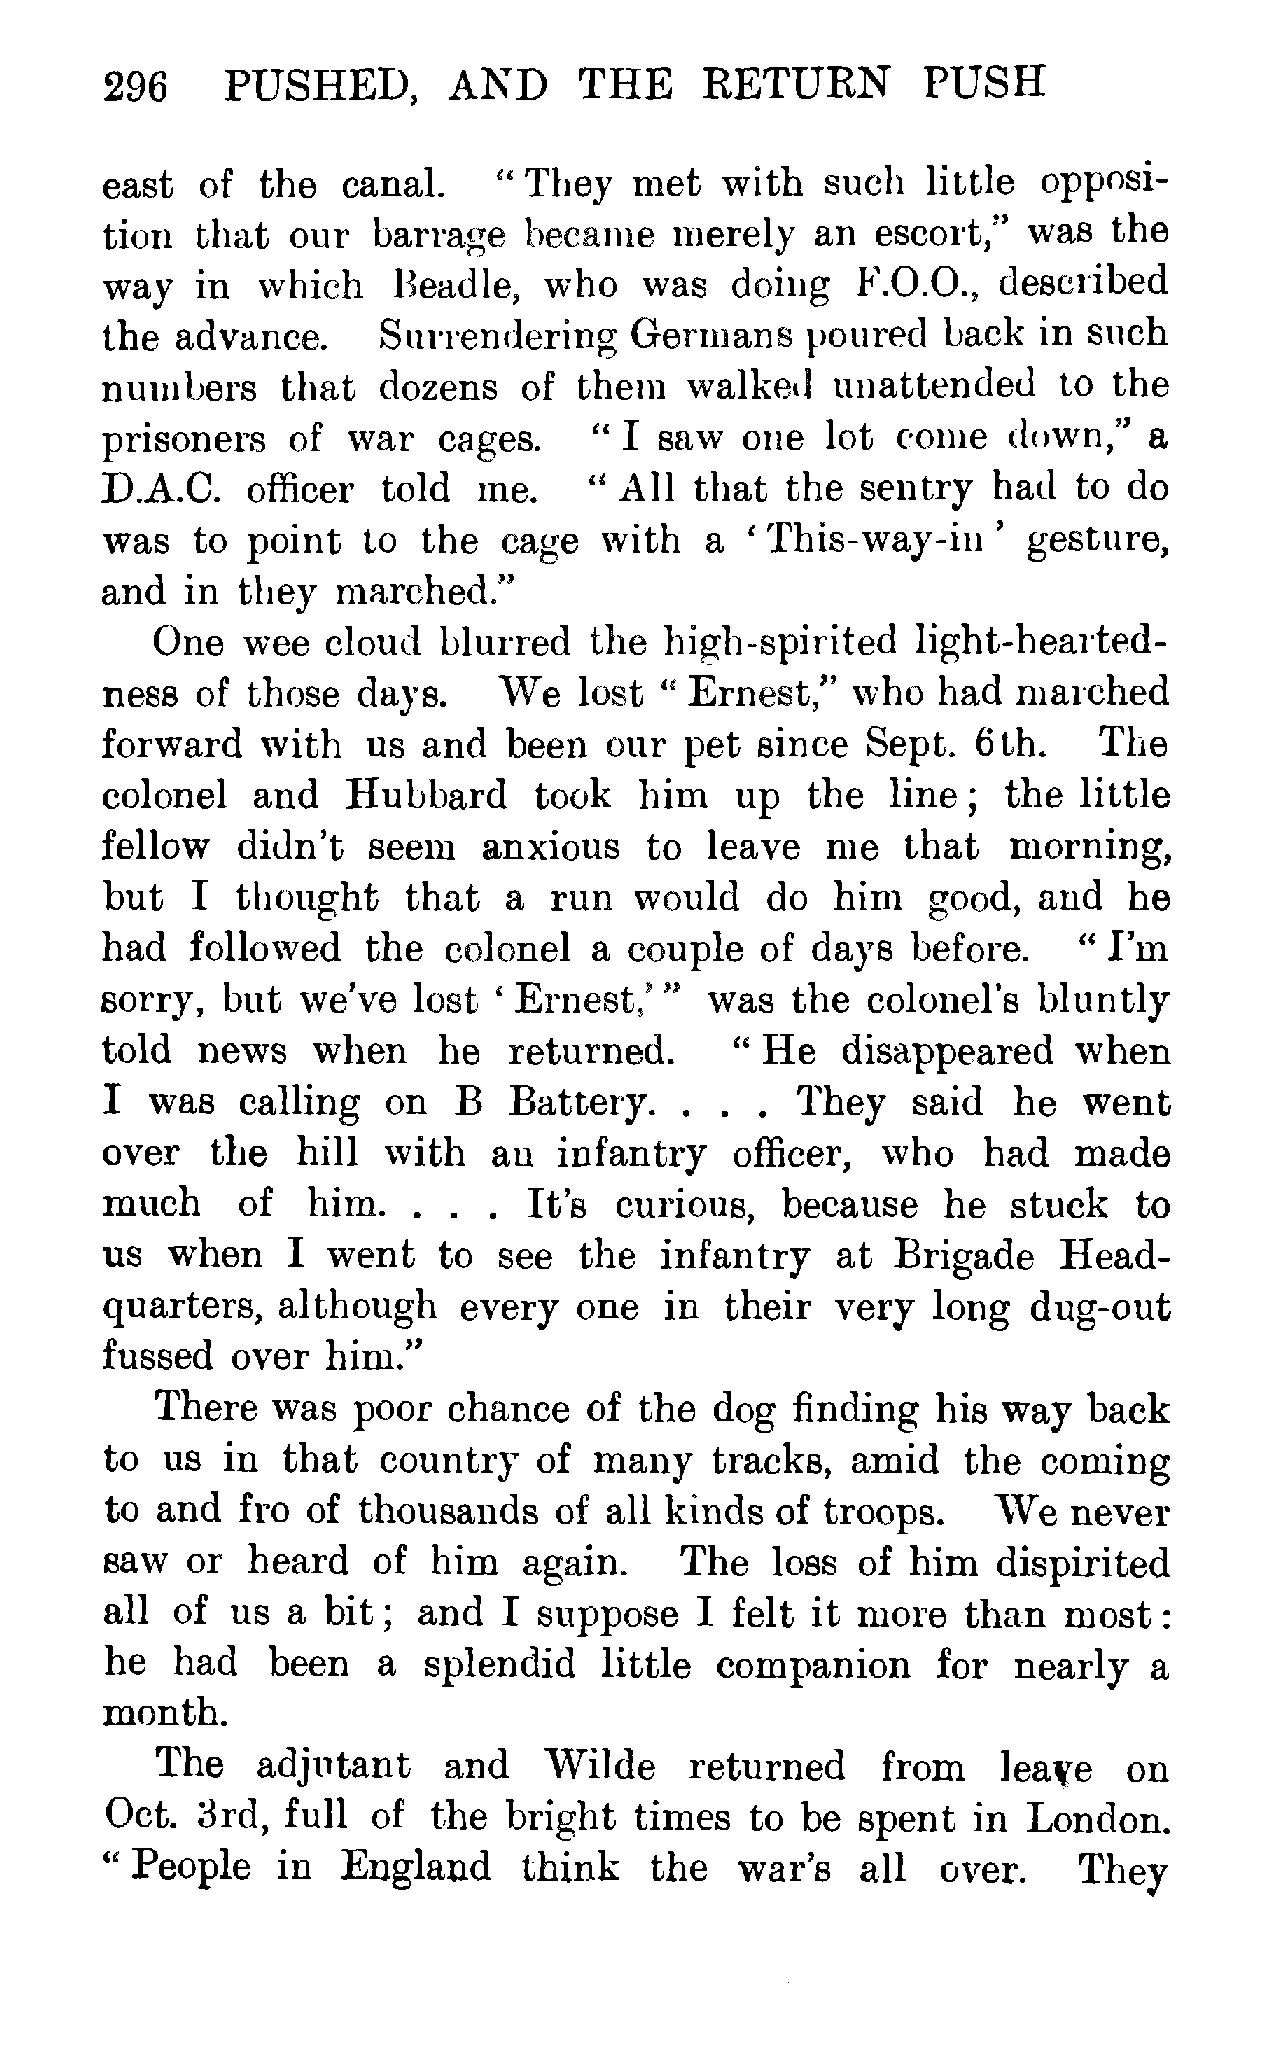 296 PUSHED, AND THE RETURN PUSH
east of the canal. “ They met with such little opposi-
tion that our barrage became merely an escort,” was the
way in which Beadle, who was doing F.O.O., described
the advance. Surrendering Germans poured back in such
numbers that dozens of them walked unattended to the
prisoners of war cages. “ I saw one lot come down,” a
D.A.C. officer told me. “ All that the sentry had to do
was to point to the cage with a ‘ This-way-in ’ gesture,
and in they marched.”
One wee cloud blurred the high-spirited light-hearted-
ness of those days. We lost “ Ernest,” who had marched
forward with us and been our pet since Sept. 6th. The
colonel and Hubbard took him up the line ; the little
fellow didn’t seem anxious to leave me that morning,
but I thought that a run would do him good, and he
had followed the colonel a couple of days before. “ I’m
sorry, but we’ve lost ‘ Ernest,’ ” was the colonel’s bluntly
told news when he returned. “ He disappeared when
I was calling on B Battery. . . . They said he went
over the hill with an infantry officer, who had made
much of him. . . . It’s curious, because he stuck to
us when I went to see the infantry at Brigade Head-
quarters, although every one in their very long dug-out
fussed over him.”
There was poor chance of the dog finding his way back
to us in that country of many tracks, amid the coming
to and fro of thousands of all kinds of troops. We never
saw or heard of him again. The loss of him dispirited
all of us a bit ; and I suppose I felt it more than most :
he had been a splendid little companion for nearly a
month.
The adjutant and Wilde returned from leave on
Oct. 3rd, full of the bright times to be spent in London.
“ People in England think the war’s all over. They